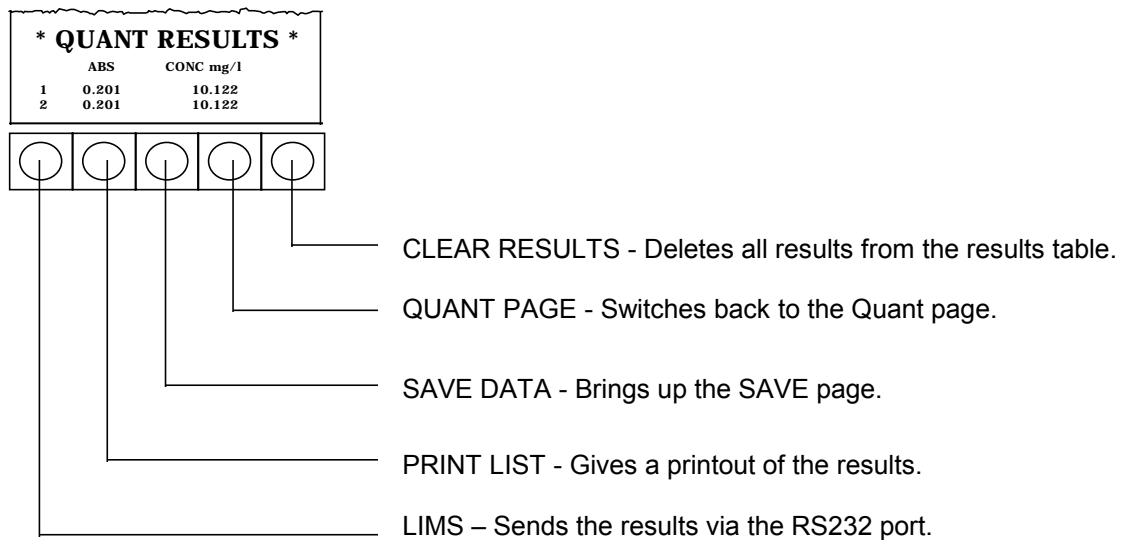 * QUANT RESULTS *
ABS CONC mg/l
1 0.201 10.122
2 0.201 10.122
CLEAR RESULTS - Deletes all results from the results table.
QUANT PAGE - Switches back to the Quant page.
SAVE DATA - Brings up the SAVE page.
PRINT LIST - Gives a printout of the results.
LIMS – Sends the results via the RS232 port.